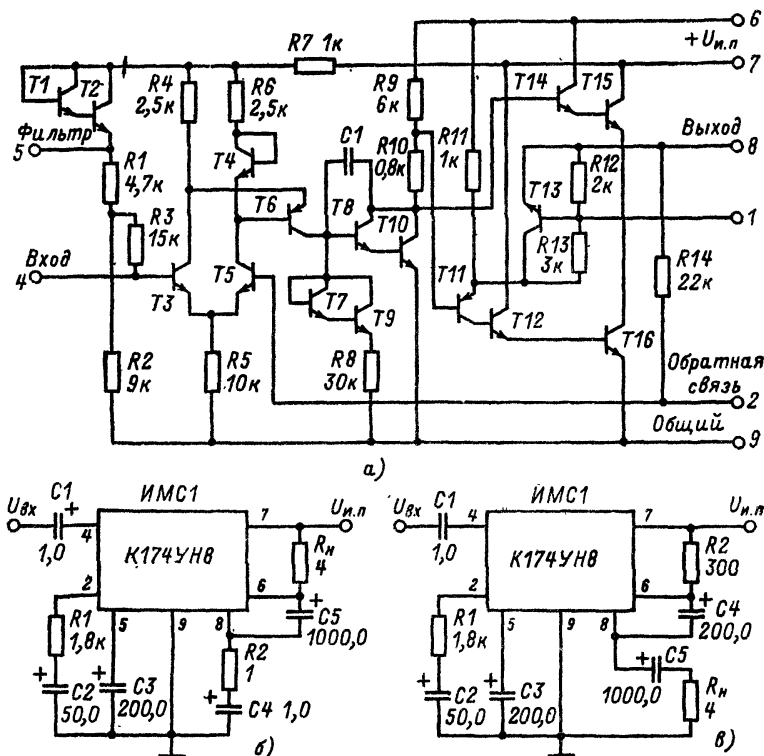 6
R7 1к
+Uи.п
7
T1
T2
R4
2,5к
R6
2,5к
R9
6к
T14
T15
Фильтр
5
C1
R10
0,8к
R11
1к
Выход
8
R1
4,7к
T4
T13
R12
2к
R3
15к
T6
T8
T10
1
Вход
4
R13
3к
R14
22к
T3
T5
T7
T9
T11
T12
T16
R2
9к
R5
10к
R8
30к
Обратная
связь
2
Общий
9
а)
Uвх
C1
+
1,0
4
ИМС1
К174УН8
7
Uи.п
Rн
4
2
6
+
C5
1000,0
R1
1,8к
5
9
8
R2
1
+
C2
50,0
+
C3
200,0
+
C4 1,0
б)
Uвх
C1
1,0
4
ИМС1
К174УН8
7
Uи.п
R2
300
2
6
+
C4
200,0
R1
1,8к
5
9
8
+
C5
1000,0
Rн
4
+
C2
50,0
+
C3
200,0
в)